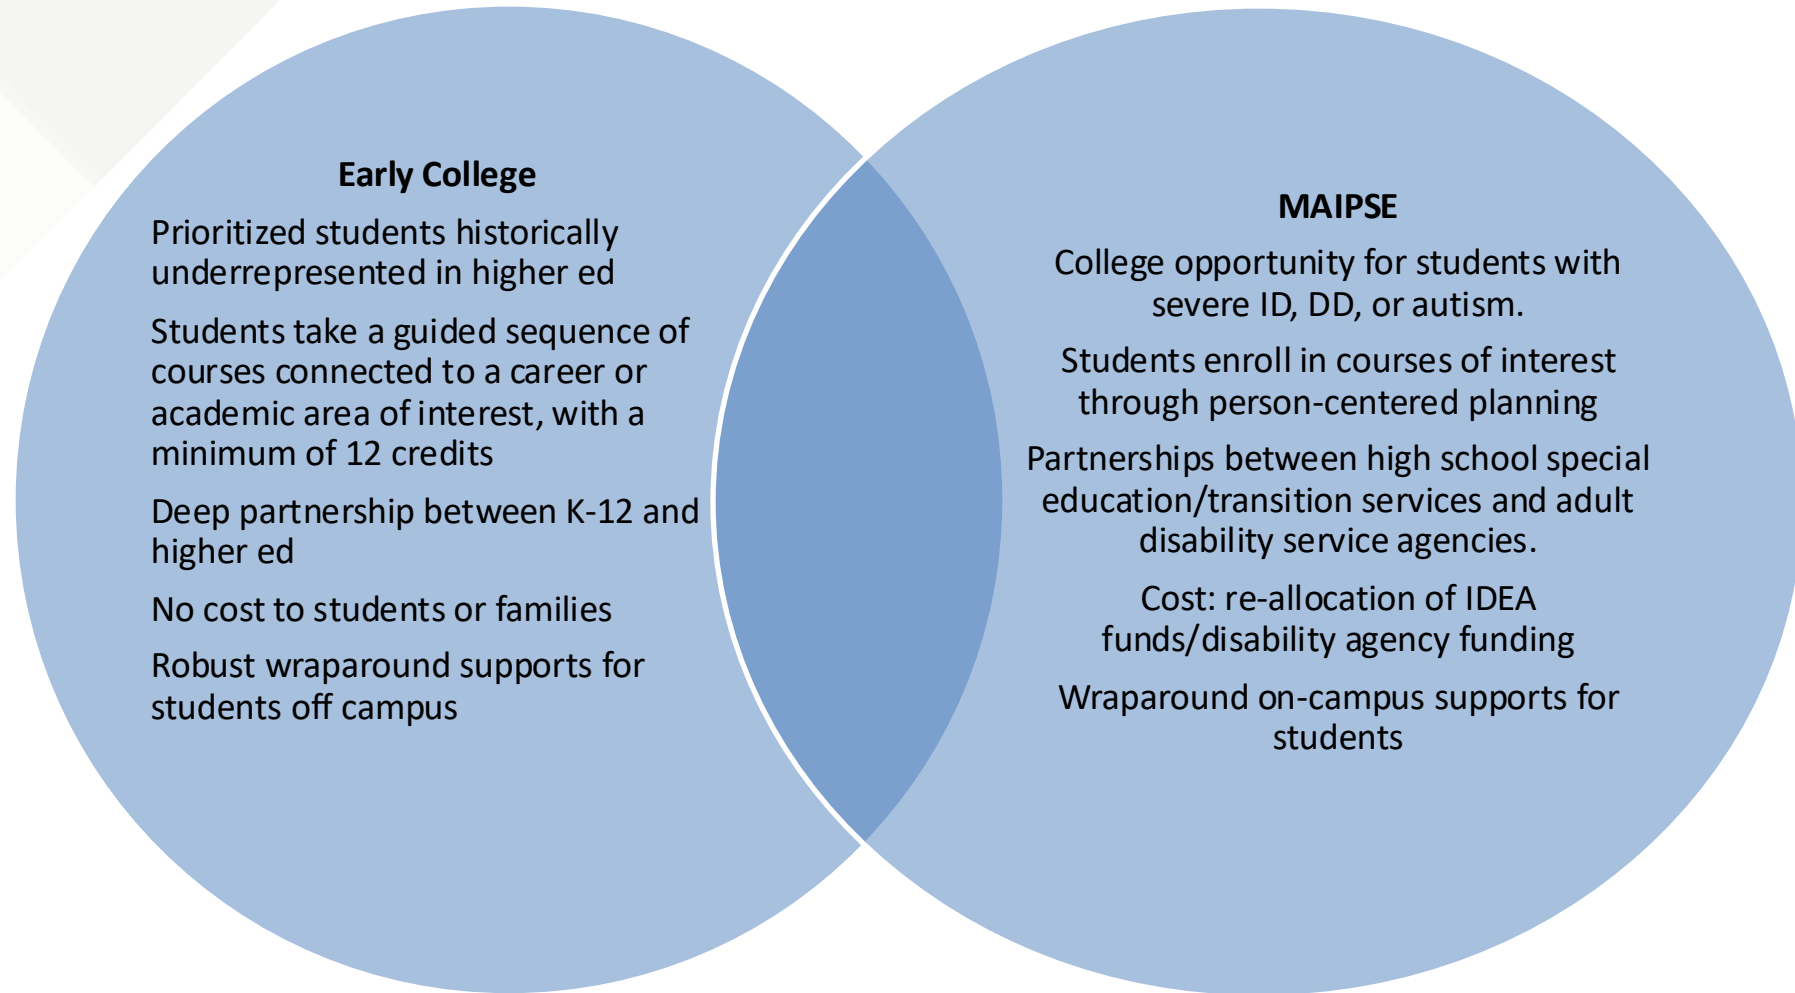 Early College
Prioritized students historically
underrepresented in higher ed
Students take a guided sequence of
courses connected to a career or
academic area of interest, with a
minimum of 12 credits
Deep partnership between K-12 and
higher ed
No cost to students or families
Robust wraparound supports for
students off campus
MAIPSE
College opportunity for students with
severe ID, DD, or autism.
Students enroll in courses of interest
through person-centered planning
Partnerships between high school special
education/transition services and adult
disability service agencies.
Cost: re-allocation of IDEA
funds/disability agency funding
Wraparound on-campus supports for
students